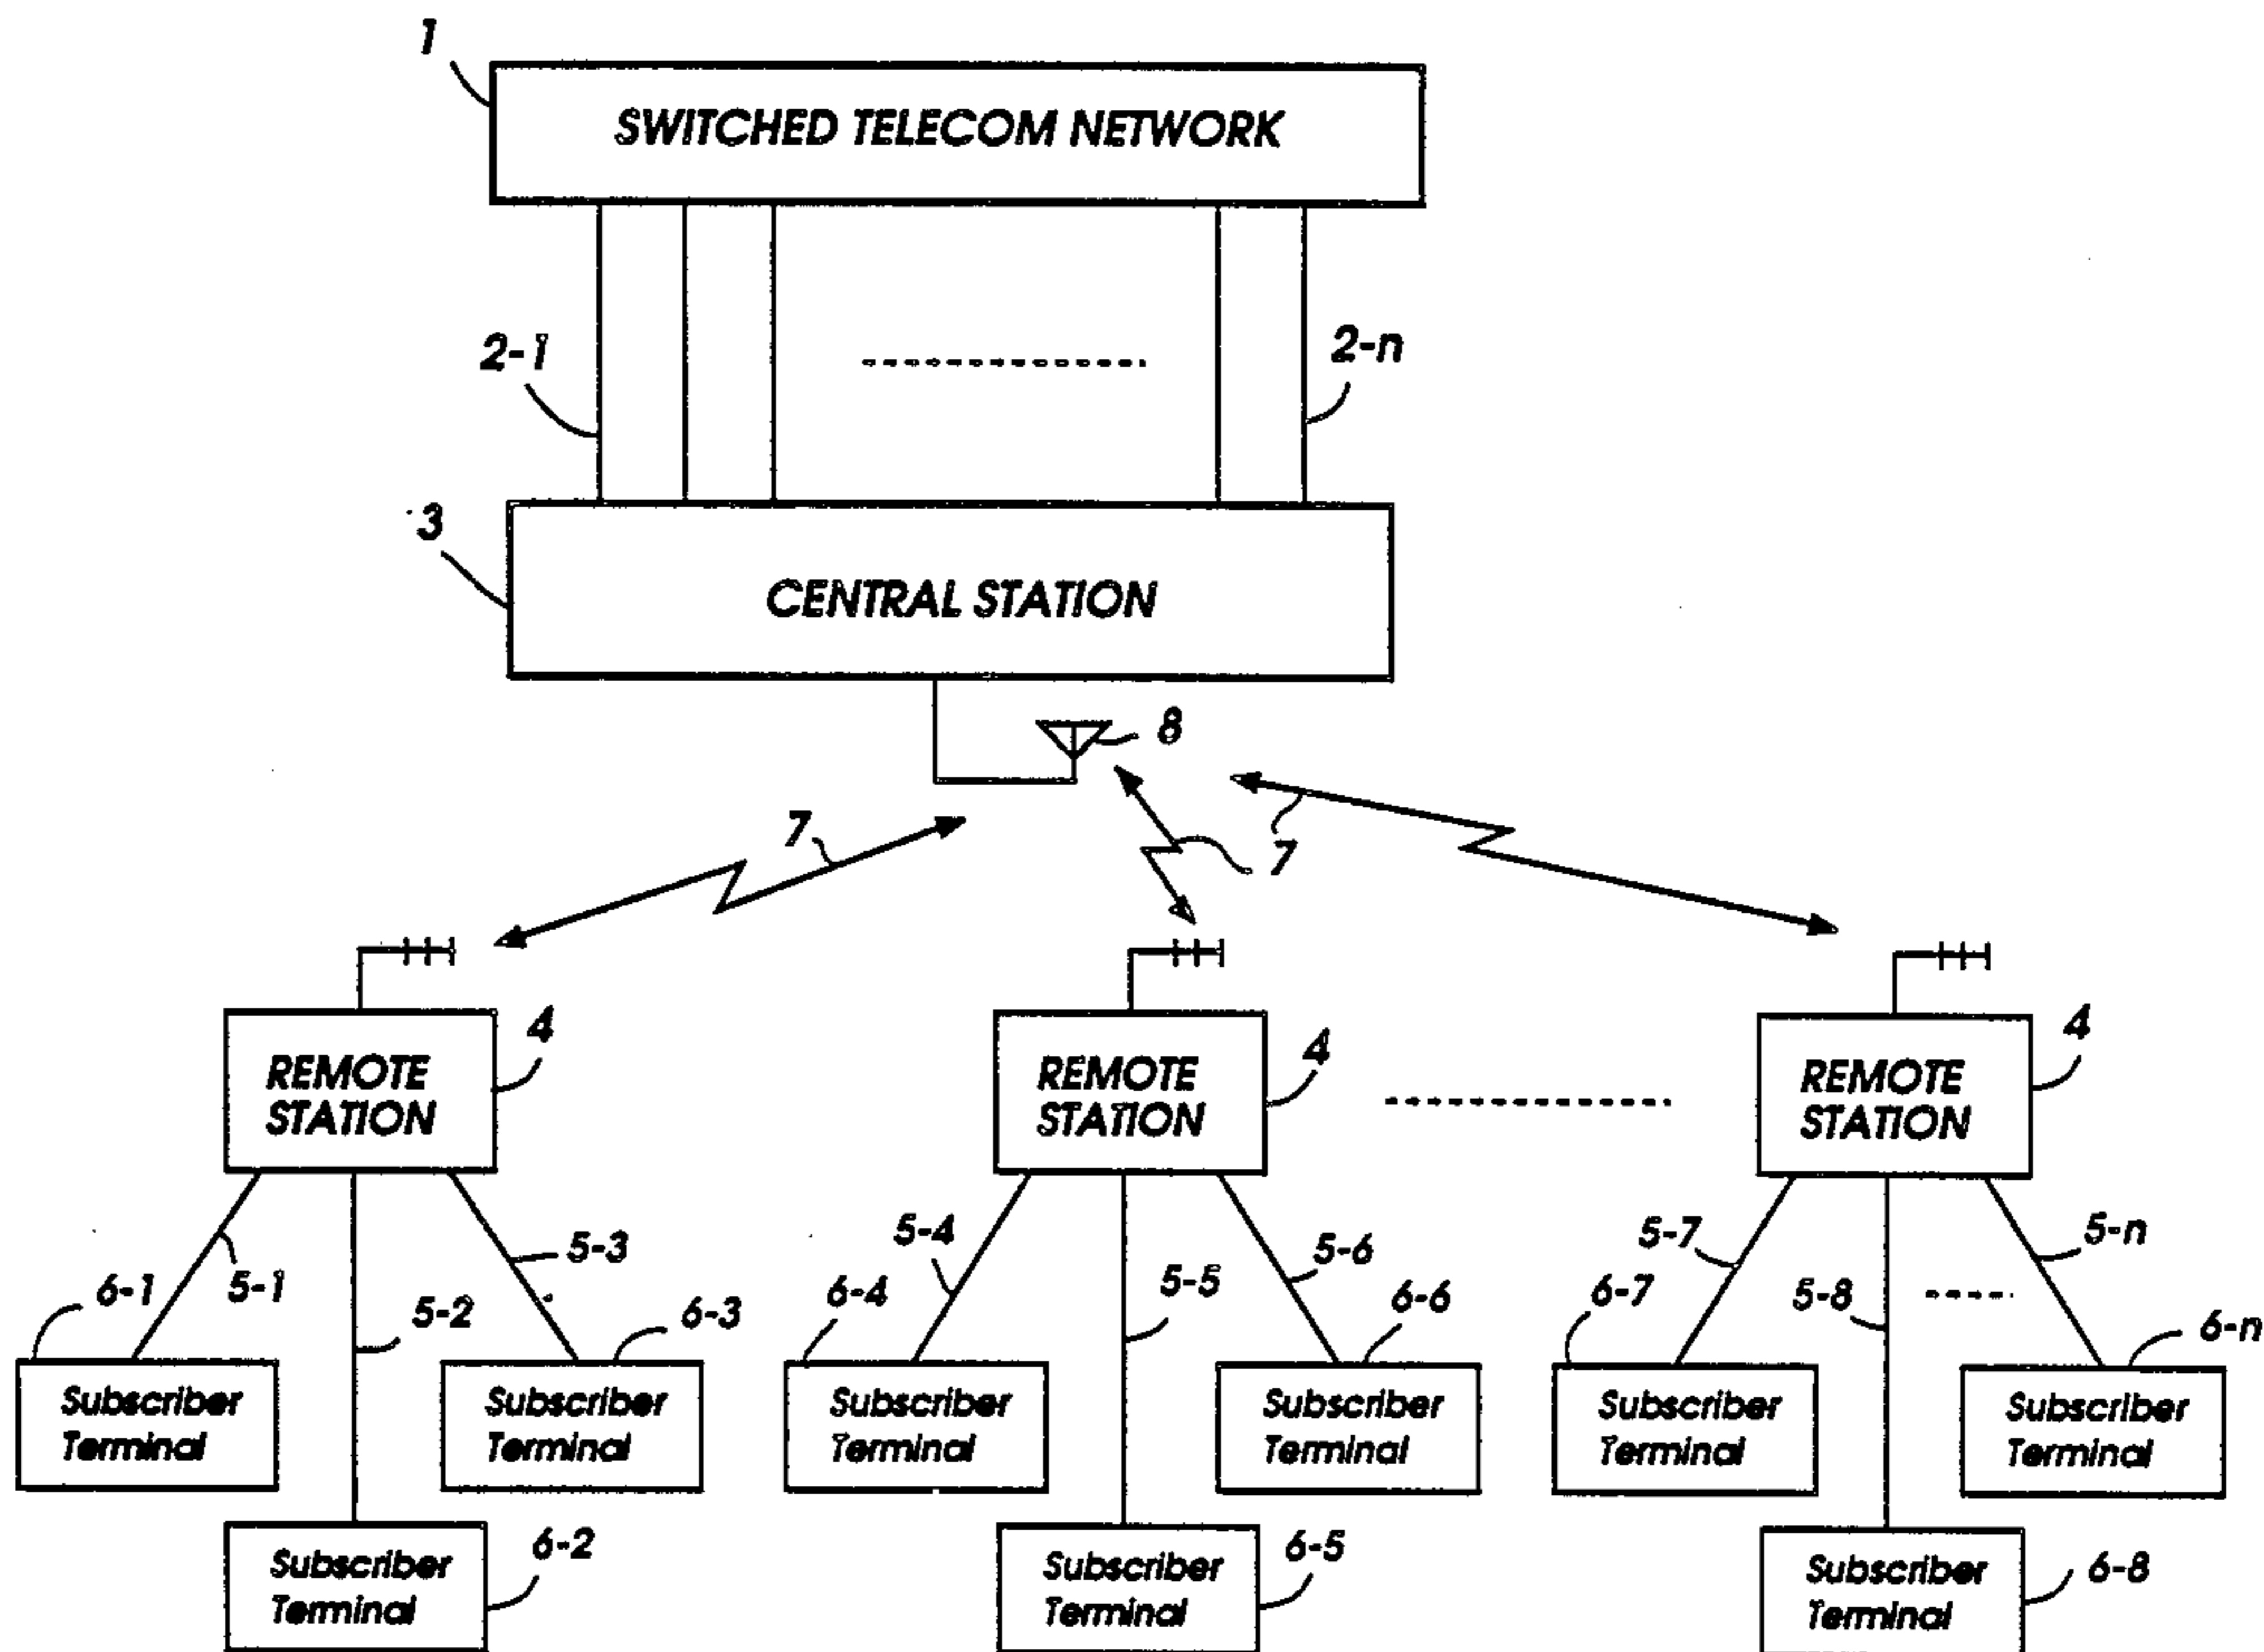 1
SWITCHED TELECOM NETWORK
2-1
2-n
3
CENTRAL STATION
8
7
7
7
4
4
4
REMOTE
STATION
REMOTE
STATION
REMOTE
STATION
5-1
5-2
5-3
5-4
5-5
5-6
5-7
5-8
5-n
6-1
6-3
6-4
6-6
6-7
6-n
Subscriber
Terminal
Subscriber
Terminal
Subscriber
Terminal
Subscriber
Terminal
Subscriber
Terminal
Subscriber
Terminal
Subscriber
Terminal
6-2
Subscriber
Terminal
6-5
Subscriber
Terminal
6-8